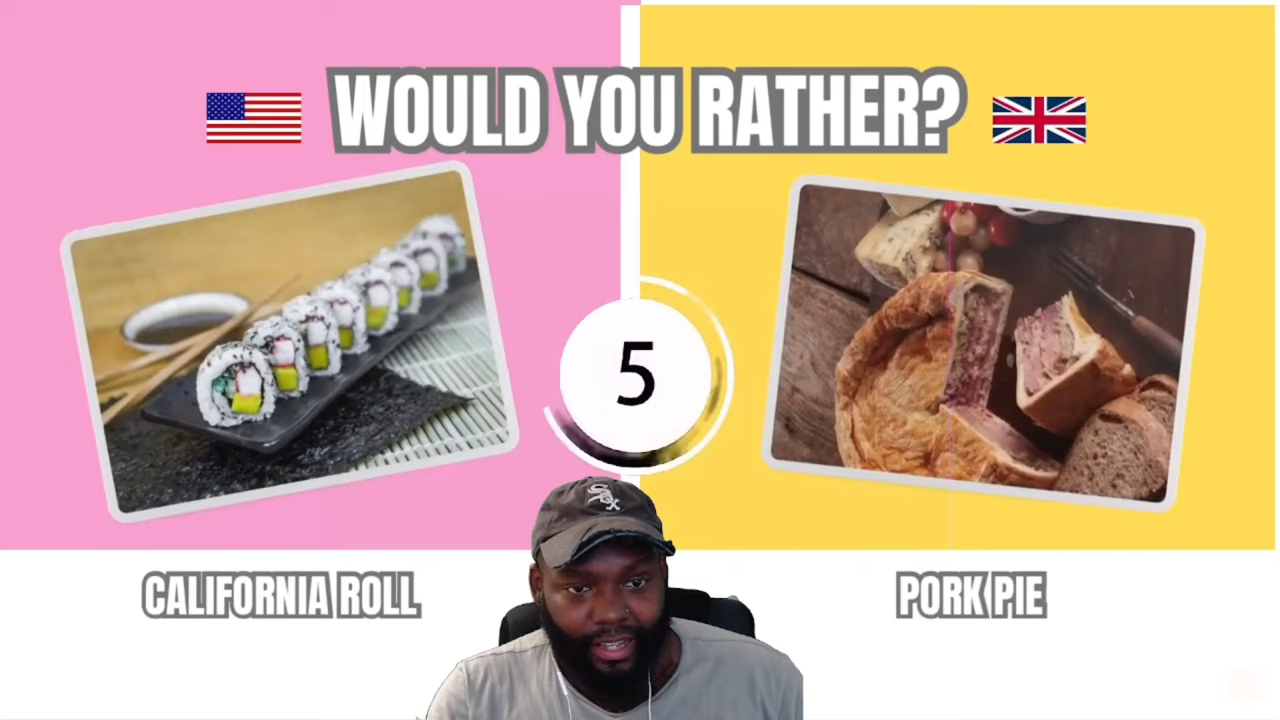 WOULD YOU RATHER?
5
Sox
CALIFORNIA ROLL
PORK PIE